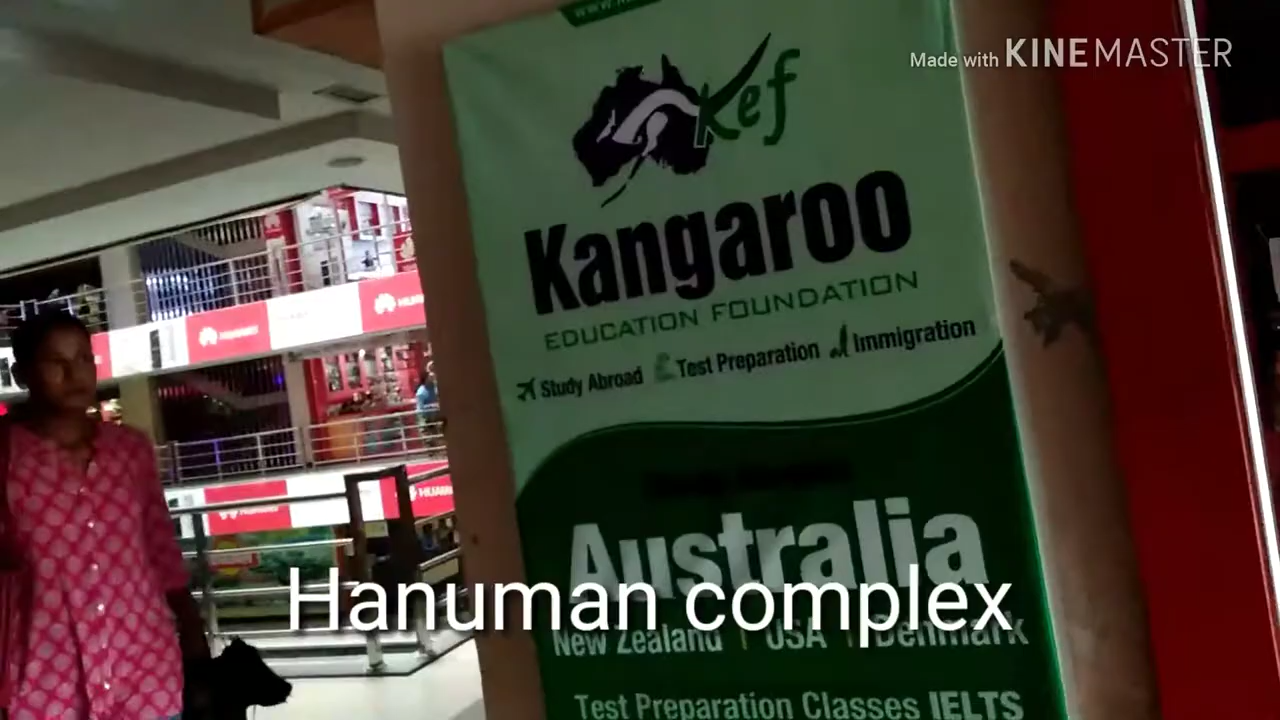 Made with KINEMASTER
Kef
Kangaroo
EDUCATION FOUNDATION
Study Abroad Test Preparation Immigration
HUAWEI
Australia
Hanuman complex
New Zealand | USA | Denmark
Test Preparation Classes IELTS